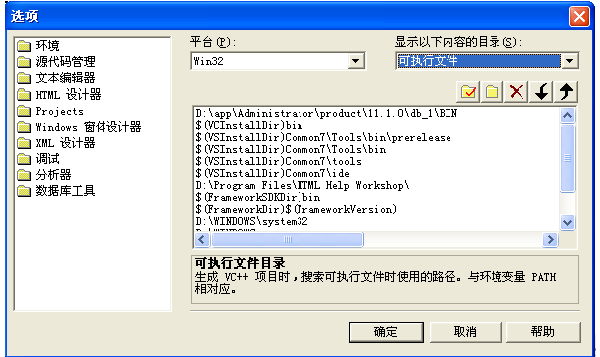 选项
环境
源代码管理
文本编辑器
HTML 设计器
Projects
Windows 窗体设计器
XML 设计器
调试
分析器
数据库工具
平台(P):
Win32
显示以下内容的目录(S):
可执行文件
D:\app\Administrator\product\11.1.0\db_1\BIN
$(VCInstallDir)bin
$(VSInstallDir)Common7\Tools\bin\prerelease
$(VSInstallDir)Common7\Tools\bin
$(VSInstallDir)Common7\tools
$(VSInstallDir)Common7\ide
D:\Program Files\HTML Help Workshop\
$(FrameworkSDKDir)bin
$(FrameworkDir)$(FrameworkVersion)
D:\WINDOWS\system32
可执行文件目录
生成 VC++ 项目时,搜索可执行文件时使用的路径。与环境变量 PATH
相对应。
确定
取消
帮助